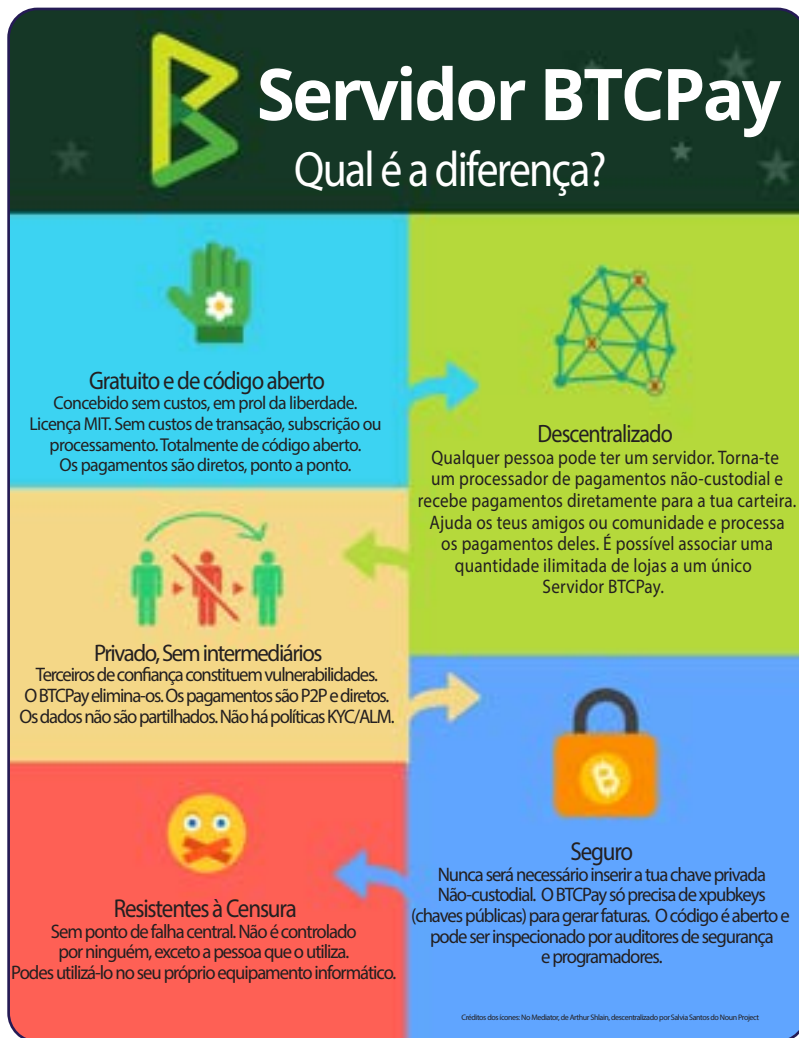 Servidor BTCPay
Qual é a diferença?
Gratuito e de código aberto
Concebido sem custos, em prol da liberdade.
Licença MIT. Sem custos de transação, subscrição ou
processamento. Totalmente de código aberto.
Os pagamentos são diretos, ponto a ponto.
Descentralizado
Qualquer pessoa pode ter um servidor. Torna-te
um processador de pagamentos não-custodial e
recebe pagamentos diretamente para a tua carteira.
Ajuda os teus amigos ou comunidade e processa
os pagamentos deles. É possível associar uma
quantidade ilimitada de lojas a um único
Servidor BTCPay.
Privado, Sem intermediários
Terceiros de confiança constituem vulnerabilidades.
O BTCPay elimina-os. Os pagamentos são P2P e diretos.
Os dados não são partilhados. Não há políticas KYC/ALM.
Seguro
Nunca será necessário inserir a tua chave privada
Não-custodial. O BTCPay só precisa de xpubkeys
(chaves públicas) para gerar faturas. O código é aberto e
pode ser inspecionado por auditores de segurança
e programadores.
Resistentes à Censura
Sem ponto de falha central. Não é controlado
por ninguém, exceto a pessoa que o utiliza.
Podes utilizá-lo no seu próprio equipamento informático.
Créditos dos ícones: No Mediator, de Arthur Shlain, descentralizado por Salvia Santos do Noun Project